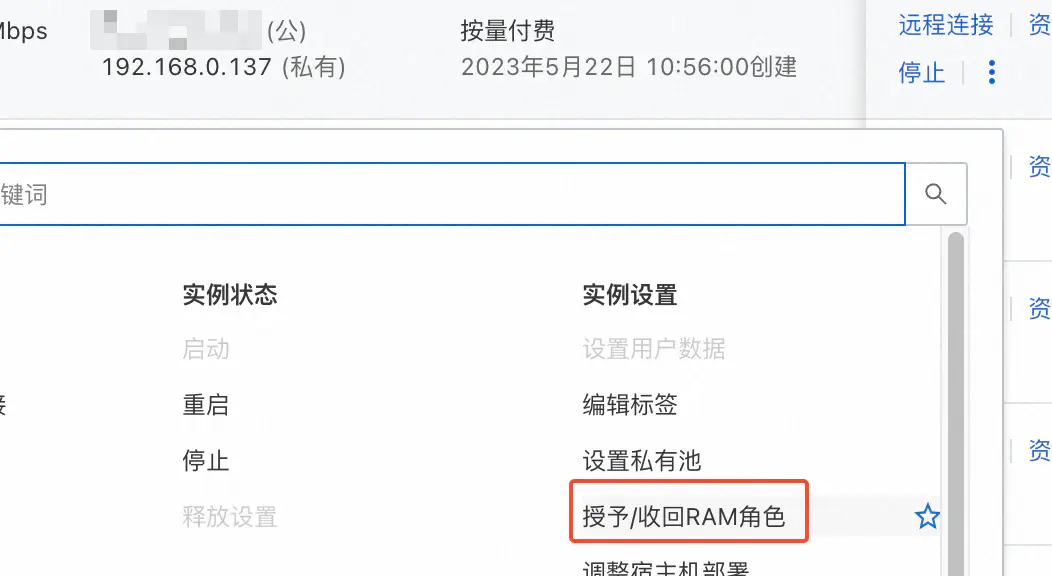 Mbps
(公)
192.168.0.137 (私有)
按量付费
2023年5月22日 10:56:00创建
远程连接
资
停止
资
键词
实例状态
实例设置
启动
设置用户数据
资
重启
编辑标签
停止
设置私有池
资
释放设置
授予/收回RAM角色
调整宿主机部署